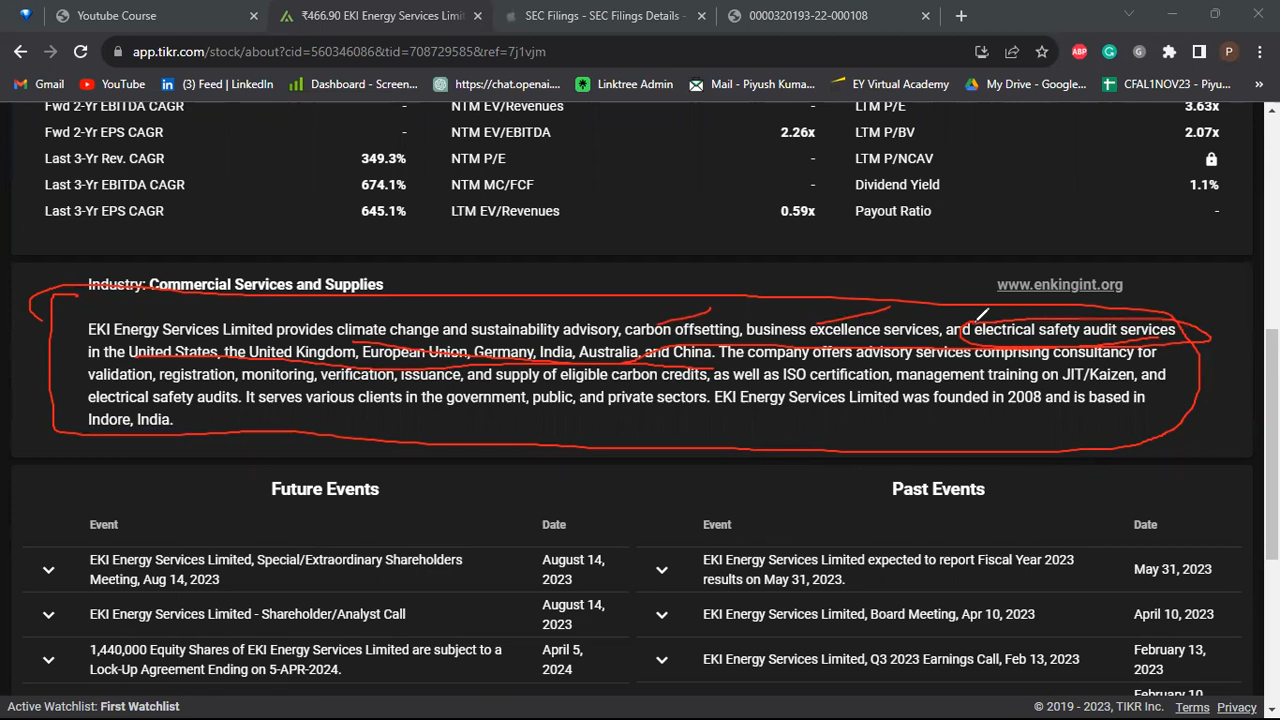 Youtube Course
₹466.90 EKI Energy Services Limi
SEC Filings - SEC Filings Details -
0000320193-22-000108
app.tikr.com/stock/about?cid=560346086&tid=708729585&ref=7j1vjm
ABP
G
P
Gmail
YouTube
(3) Feed | LinkedIn
Dashboard - Screen...
https://chat.openai....
Linktree Admin
Mail - Piyush Kuma...
EY Virtual Academy
My Drive - Google...
CFAL1NOV23 - Piyu...
»
Fwd 2-Yr EBITDA CAGR - NTM EV/Revenues - LTM P/E 3.63x
Fwd 2-Yr EPS CAGR - NTM EV/EBITDA 2.26x LTM P/BV 2.07x
Last 3-Yr Rev. CAGR 349.3% NTM P/E - LTM P/NCAV
Last 3-Yr EBITDA CAGR 674.1% NTM MC/FCF - Dividend Yield 1.1%
Last 3-Yr EPS CAGR 645.1% LTM EV/Revenues 0.59x Payout Ratio -
Industry: Commercial Services and Supplies www.enkingint.org
EKI Energy Services Limited provides climate change and sustainability advisory, carbon offsetting, business excellence services, and electrical safety audit services
in the United States, the United Kingdom, European Union, Germany, India, Australia, and China. The company offers advisory services comprising consultancy for
validation, registration, monitoring, verification, issuance, and supply of eligible carbon credits, as well as ISO certification, management training on JIT/Kaizen, and
electrical safety audits. It serves various clients in the government, public, and private sectors. EKI Energy Services Limited was founded in 2008 and is based in
Indore, India.
Future Events
Event Date
EKI Energy Services Limited, Special/Extraordinary Shareholders
Meeting, Aug 14, 2023
August 14,
2023
EKI Energy Services Limited - Shareholder/Analyst Call
August 14,
2023
1,440,000 Equity Shares of EKI Energy Services Limited are subject to a
Lock-Up Agreement Ending on 5-APR-2024.
April 5,
2024
Past Events
Event Date
EKI Energy Services Limited expected to report Fiscal Year 2023
results on May 31, 2023.
May 31, 2023
EKI Energy Services Limited, Board Meeting, Apr 10, 2023
April 10, 2023
EKI Energy Services Limited, Q3 2023 Earnings Call, Feb 13, 2023
February 13,
2023
February 10
Active Watchlist: First Watchlist
© 2019 - 2023, TIKR Inc. Terms Privacy